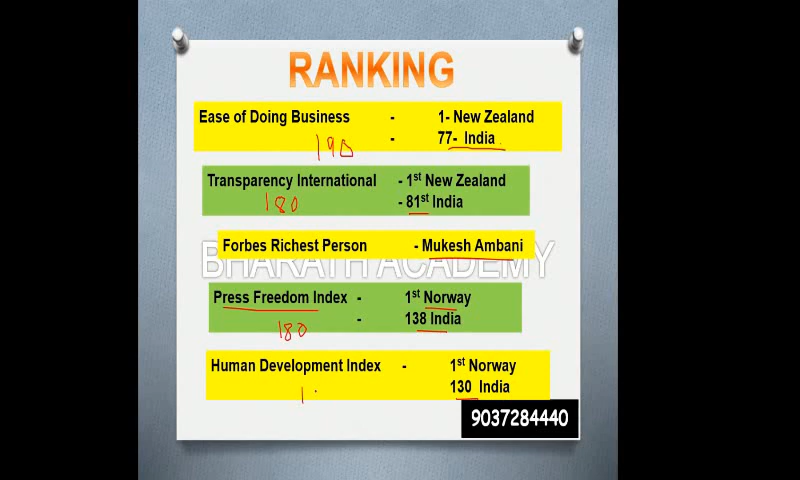 RANKING
Ease of Doing Business - 1- New Zealand
190 - 77- India
Transparency International - 1st New Zealand
180 - 81st India
Forbes Richest Person - Mukesh Ambani
BHARATH ACADEMY
Press Freedom Index - 1st Norway
180 - 138 India
Human Development Index - 1st Norway
1 130 India
9037284440